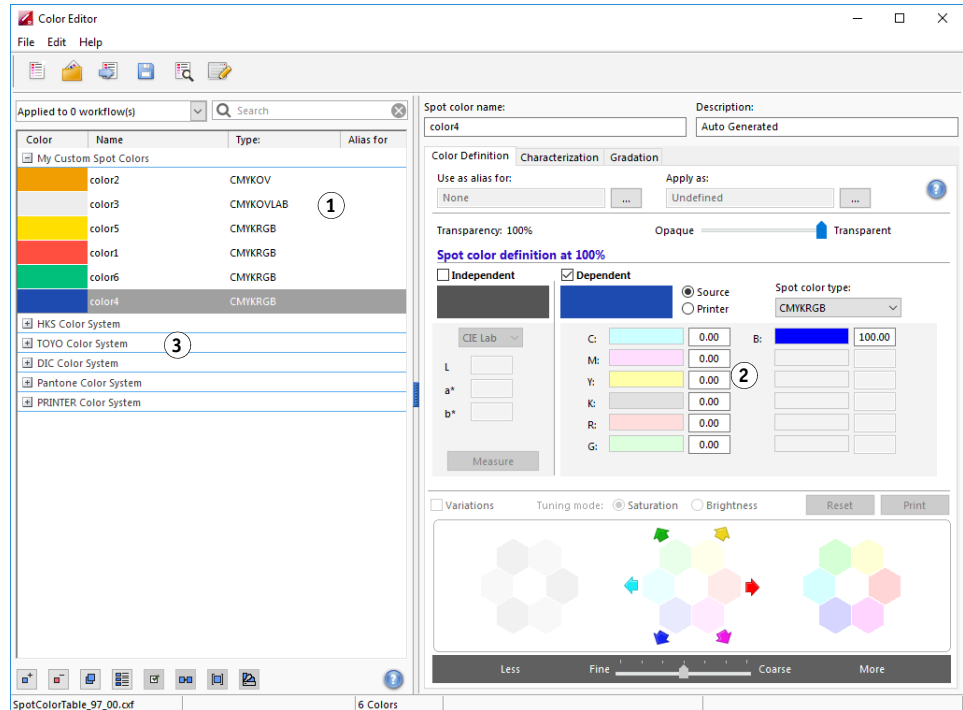 Color Editor
File Edit Help
Applied to 0 workflow(s)
Search
Color Name Type: Alias for
My Custom Spot Colors
color2 CMYKOV
color3 CMYKOVLAB
1
color5 CMYKRGB
color1 CMYKRGB
color6 CMYKRGB
color4 CMYKRGB
HKS Color System
TOYO Color System
3
DIC Color System
Pantone Color System
PRINTER Color System
Spot color name: Description:
color4 Auto Generated
Color Definition Characterization Gradation
Use as alias for: Apply as:
None ... Undefined ...
?
Transparency: 100% Opaque Transparent
Spot color definition at 100%
Independent Dependent
Source
Printer
Spot color type:
CMYKRGB
CIE Lab
L
a*
b*
Measure
C: 0.00 B: 100.00
M: 0.00
Y: 0.00
2
K: 0.00
R: 0.00
G: 0.00
Variations Tuning mode: Saturation Brightness Reset Print
Less Fine Coarse More
?
SpotColorTable_97_00.cxf 6 Colors